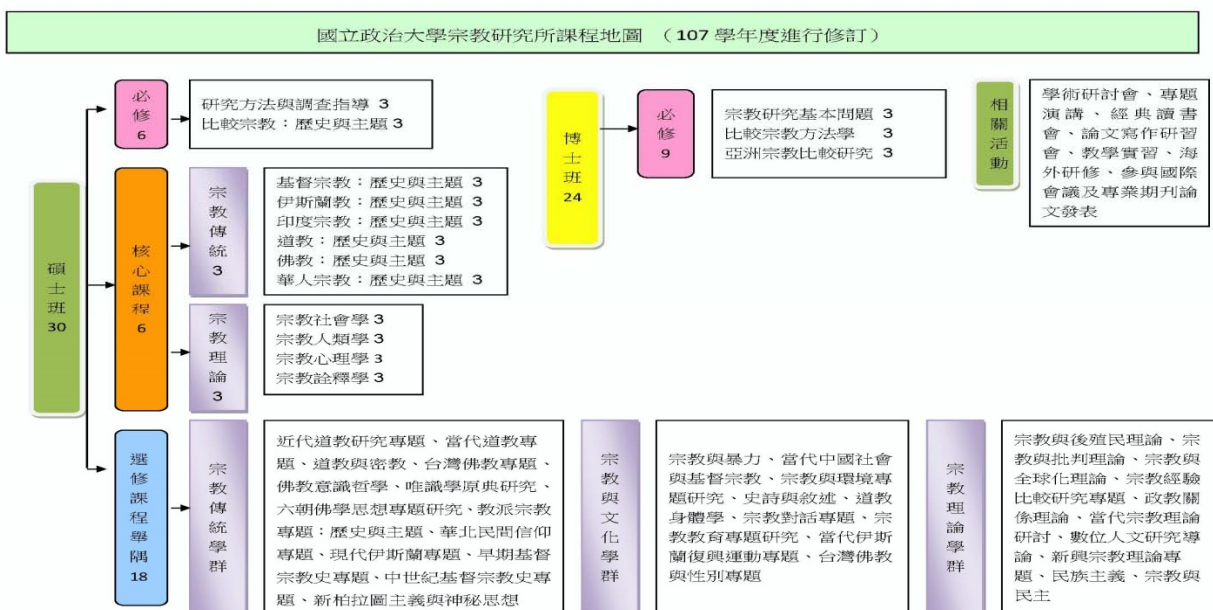 國立政治大學宗教研究所課程地圖 （107 學年度進行修訂）
碩士班
30
必修
6
研究方法與調查指導 3
比較宗教：歷史與主題 3
核心課程
6
宗教傳統
3
基督宗教：歷史與主題 3
伊斯蘭教：歷史與主題 3
印度宗教：歷史與主題 3
道教：歷史與主題 3
佛教：歷史與主題 3
華人宗教：歷史與主題 3
宗教理論
3
宗教社會學 3
宗教人類學 3
宗教心理學 3
宗教詮釋學 3
選修課程舉隅
18
宗教傳統學群
近代道教研究專題、當代道教專
題、道教與密教、台灣佛教專題、
佛教意識哲學、唯識學原典研究、
六朝佛學思想專題研究、教派宗教
專題：歷史與主題、華北民間信仰
專題、現代伊斯蘭專題、早期基督
宗教史專題、中世紀基督宗教史專
題、新柏拉圖主義與神秘思想
宗教與文化學群
宗教與暴力、當代中國社會
與基督宗教、宗教與環境專
題研究、史詩與敘述、道教
身體學、宗教對話專題、宗
教教育專題研究、當代伊斯
蘭復興運動專題、台灣佛教
與性別專題
宗教理論學群
宗教與後殖民理論、宗
教與批判理論、宗教與
全球化理論、宗教經驗
比較研究專題、政教關
係理論、當代宗教理論
研討、數位人文研究導
論、新興宗教理論專
題、民族主義、宗教與
民主
博士班
24
必修
9
宗教研究基本問題 3
比較宗教方法學 3
亞洲宗教比較研究 3
相關活動
學術研討會、專題
演講、經典讀書
會、論文寫作研習
會、教學實習、海
外研修、參與國際
會議及專業期刊論
文發表